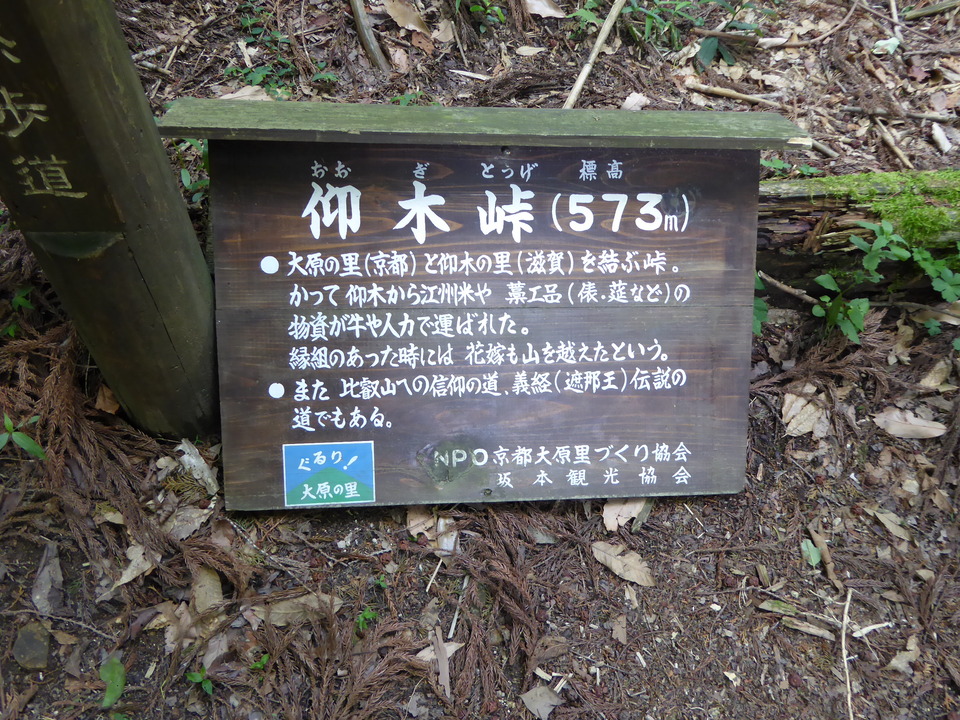 歩道
おお ぎ とうげ 標高
仰木峠(573m)
●大原の里(京都)と仰木の里(滋賀)を結ぶ峠。
かつて仰木から江州米や 藁工品(俵・莚など)の
物資が牛や人力で運ばれた。
縁組のあった時には 花嫁も山を越えたという。
●また 比叡山への信仰の道、義経(遮那王)伝説の
道でもある。
ぐるり!
大原の里
NPO京都大原里づくり協会
坂本観光協会